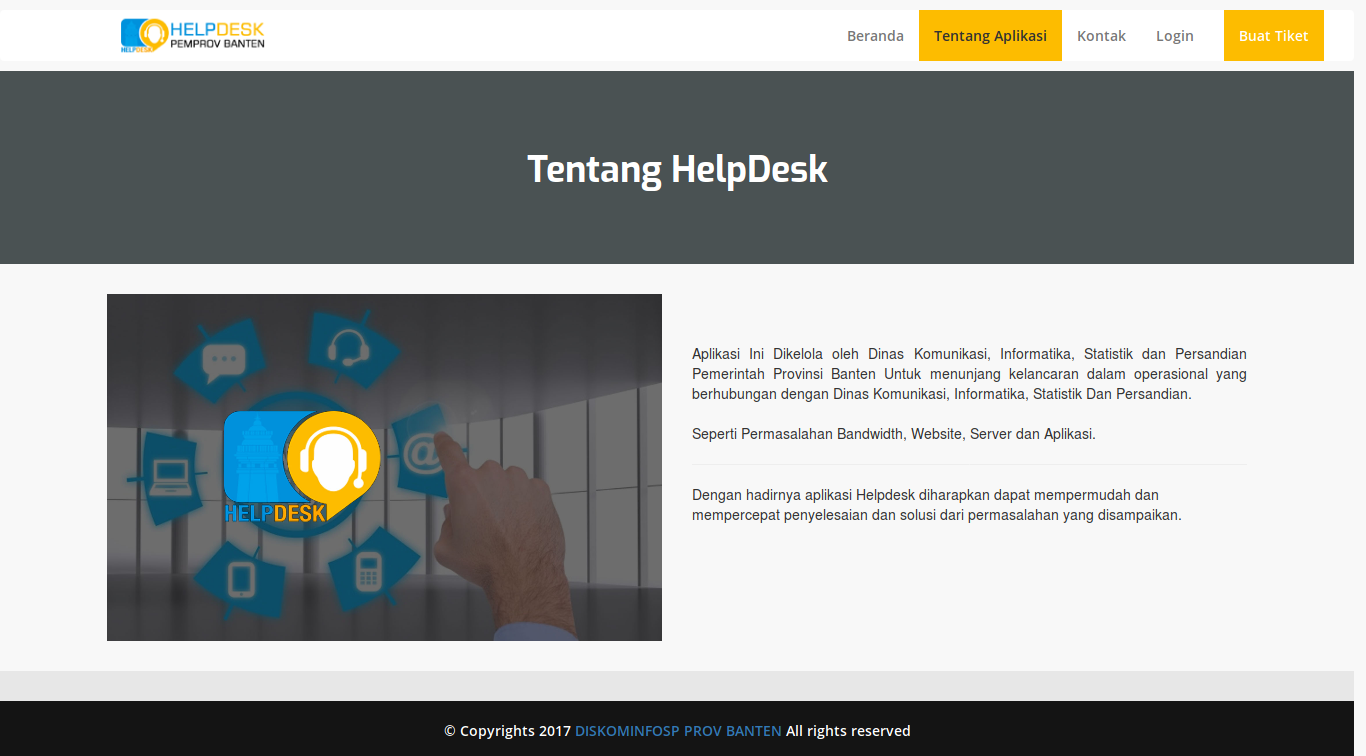 HELPDESK
PEMPROV BANTEN
HELPDESK
Beranda
Tentang Aplikasi
Kontak
Login
Buat Tiket
Tentang HelpDesk
@
HELPDESK
Aplikasi Ini Dikelola oleh Dinas Komunikasi, Informatika, Statistik dan Persandian
Pemerintah Provinsi Banten Untuk menunjang kelancaran dalam operasional yang
berhubungan dengan Dinas Komunikasi, Informatika, Statistik Dan Persandian.
Seperti Permasalahan Bandwidth, Website, Server dan Aplikasi.
Dengan hadirnya aplikasi Helpdesk diharapkan dapat mempermudah dan
mempercepat penyelesaian dan solusi dari permasalahan yang disampaikan.
© Copyrights 2017 DISKOMINFOSP PROV BANTEN All rights reserved